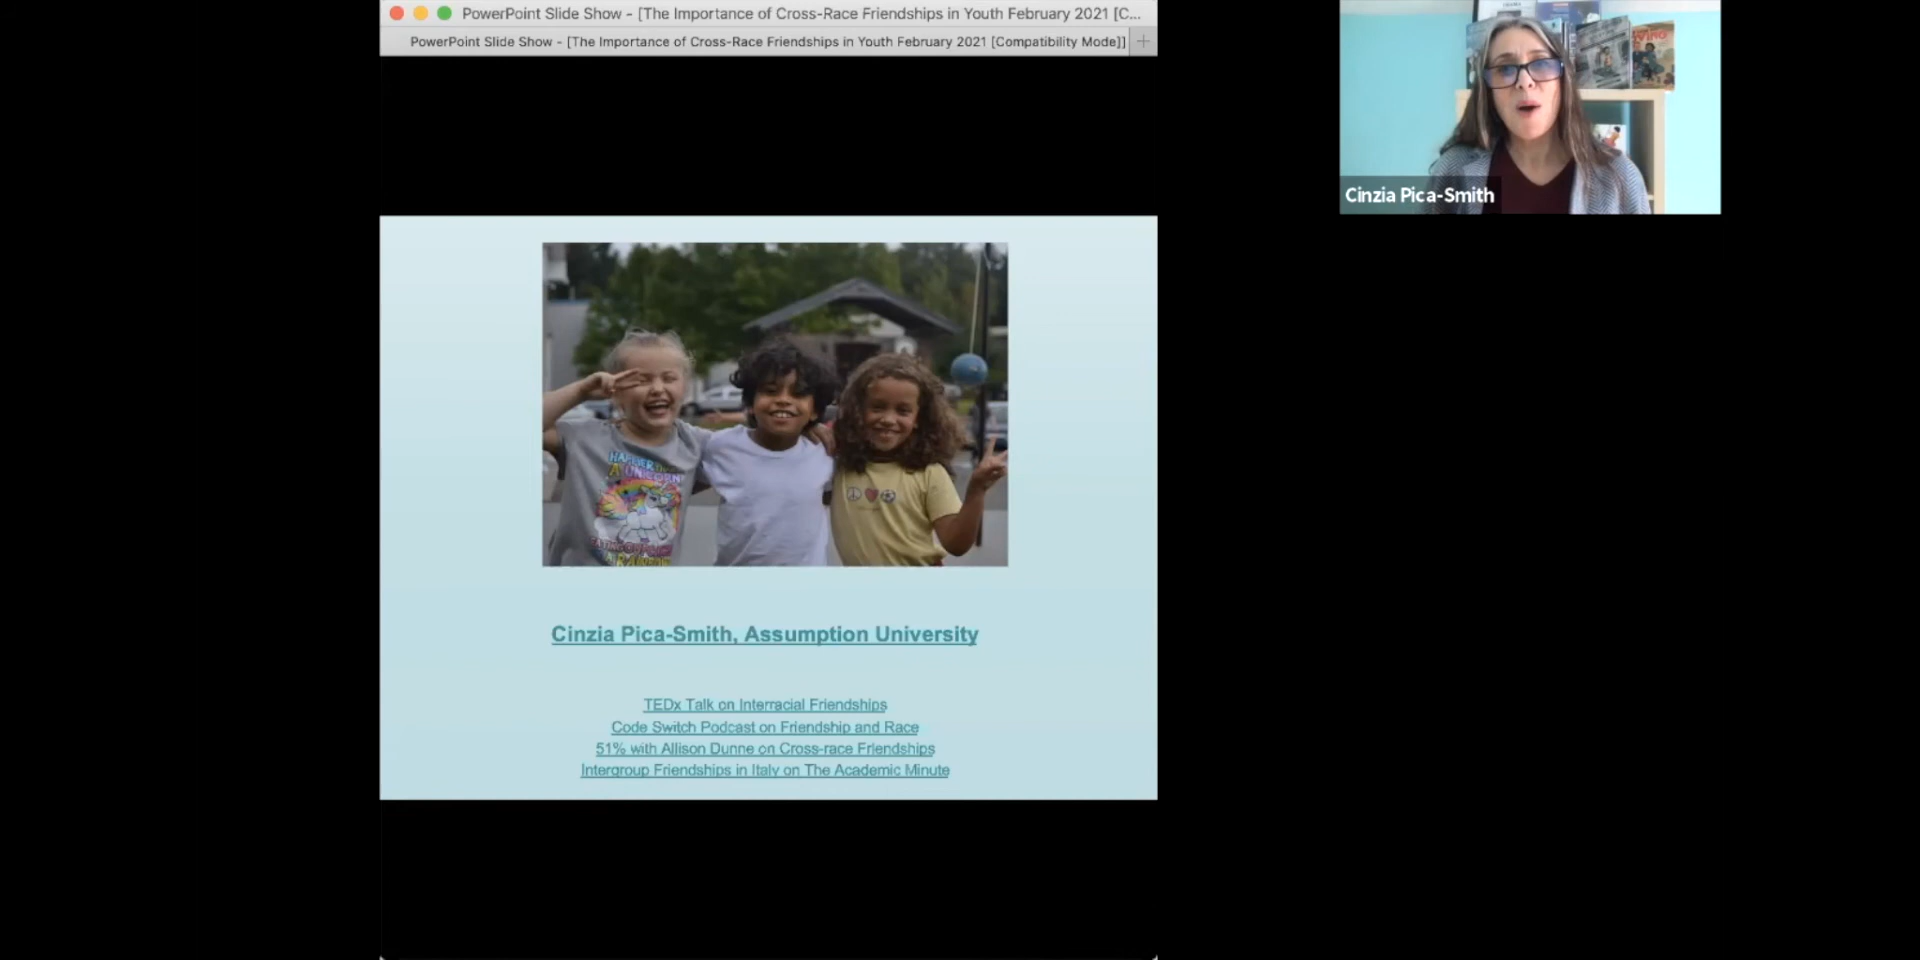 PowerPoint Slide Show - [The Importance of Cross-Race Friendships in Youth February 2021 [C...
PowerPoint Slide Show - [The Importance of Cross-Race Friendships in Youth February 2021 [Compatibility Mode]]
Cinzia Pica-Smith
A UNICORN
Cinzia Pica-Smith, Assumption University
TEDx Talk on Interracial Friendships
Code Switch Podcast on Friendship and Race
51% with Allison Dunne on Cross-race Friendships
Intergroup Friendships in Italy on The Academic Minute